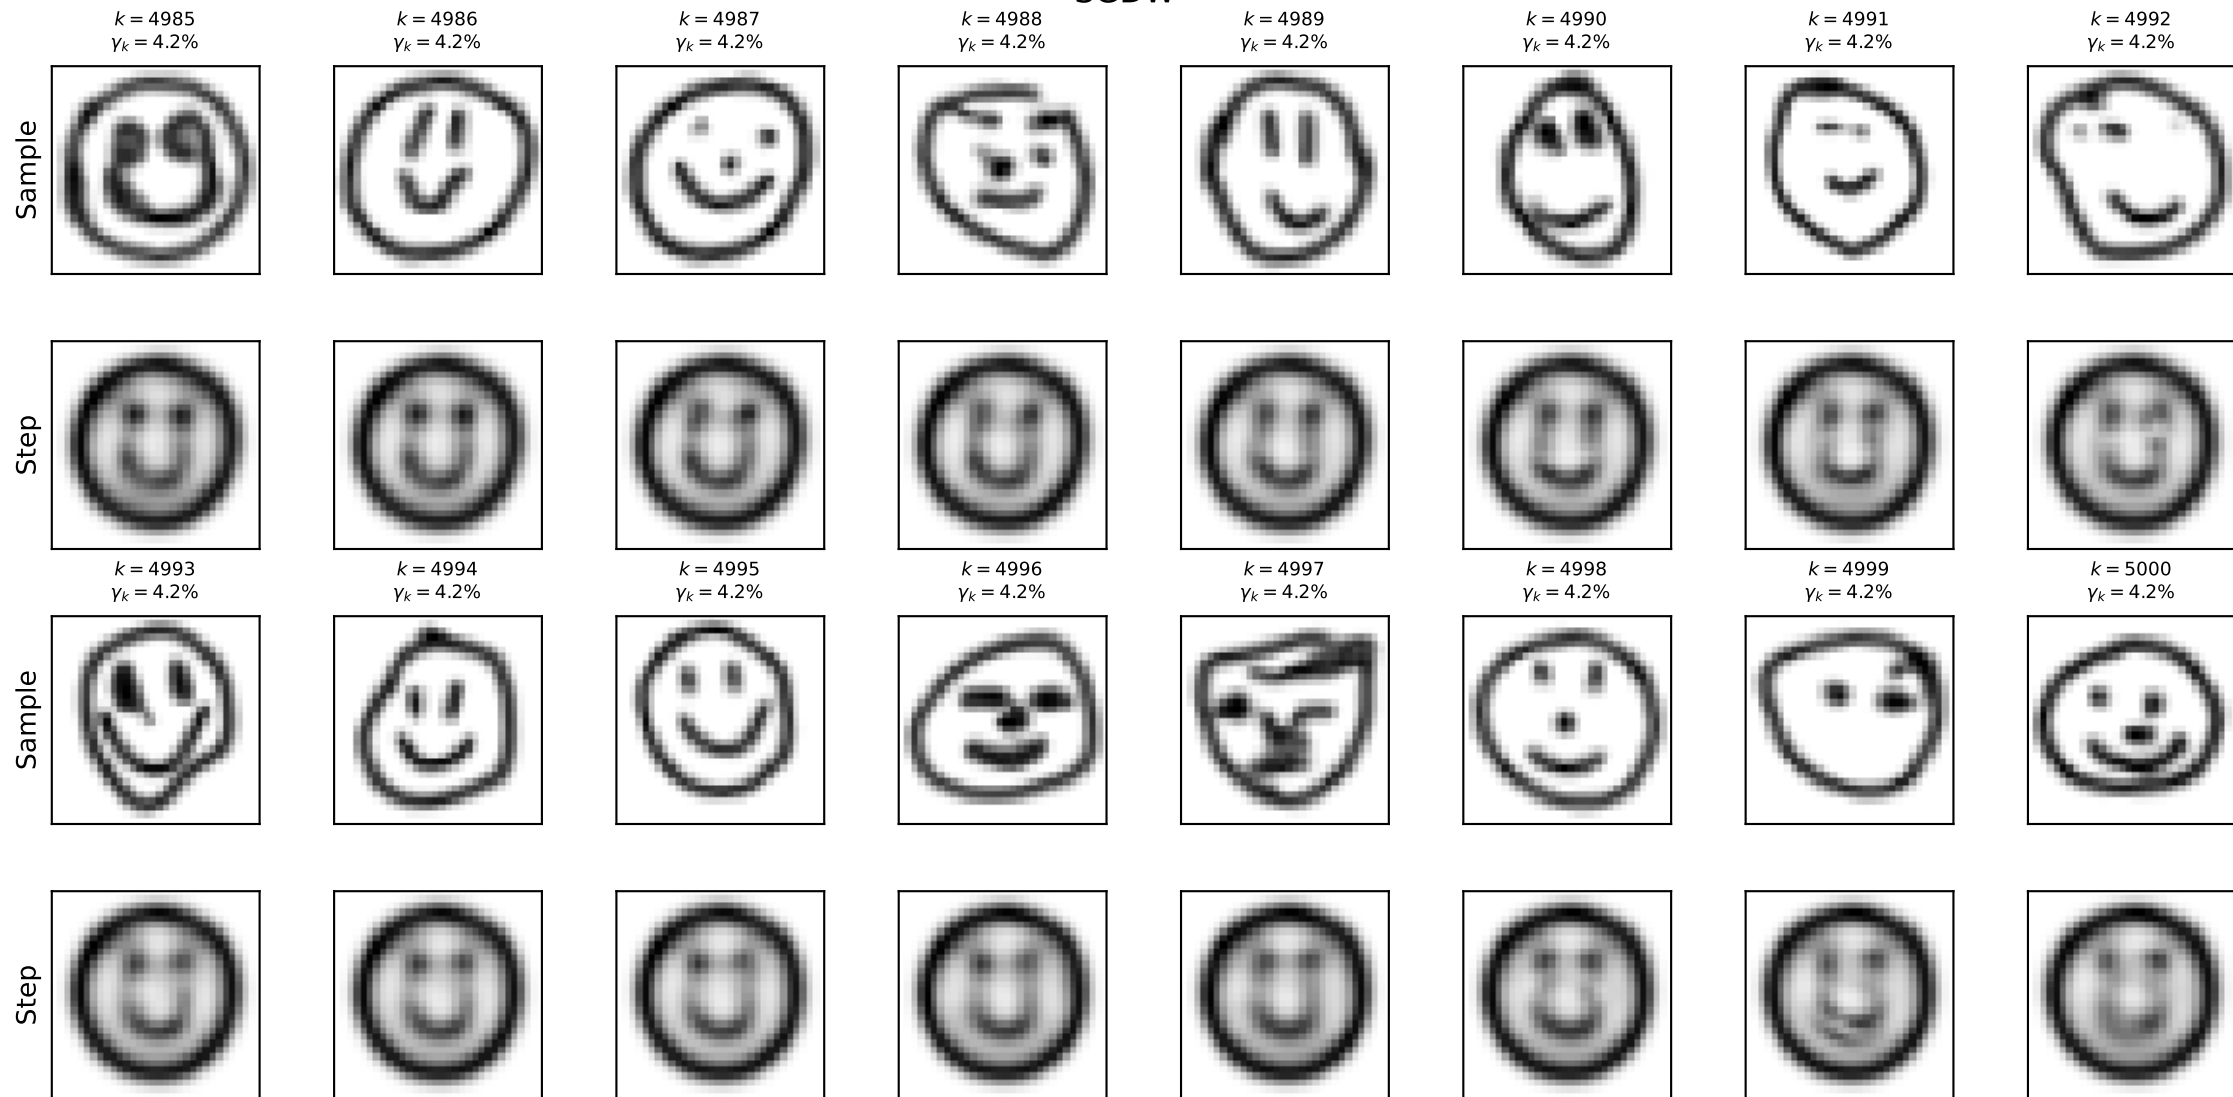 k = 4985 k = 4986 k = 4987 k = 4988 k = 4989 k = 4990 k = 4991 k = 4992
γₖ = 4.2% γₖ = 4.2% γₖ = 4.2% γₖ = 4.2% γₖ = 4.2% γₖ = 4.2% γₖ = 4.2% γₖ = 4.2%
Sample
Step
k = 4993 k = 4994 k = 4995 k = 4996 k = 4997 k = 4998 k = 4999 k = 5000
γₖ = 4.2% γₖ = 4.2% γₖ = 4.2% γₖ = 4.2% γₖ = 4.2% γₖ = 4.2% γₖ = 4.2% γₖ = 4.2%
Sample
Step